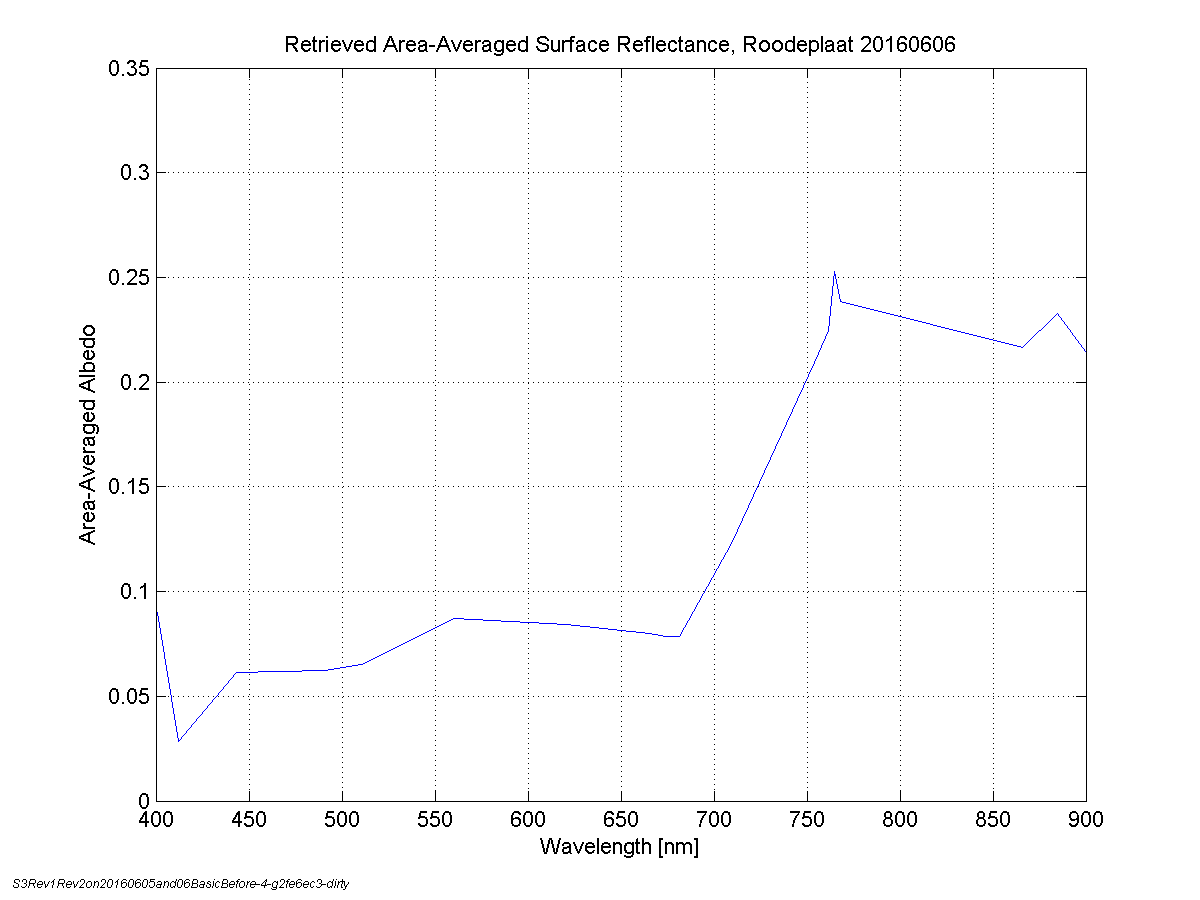 Retrieved Area-Averaged Surface Reflectance, Roodeplaat 20160606
0.35
0.3
0.25
0.2
0.15
0.1
0.05
0
Area-Averaged Albedo
400 450 500 550 600 650 700 750 800 850 900
Wavelength [nm]
S3Rev1Rev2on20160605and06BasicBefore-4-g2fe6ec3-dirty